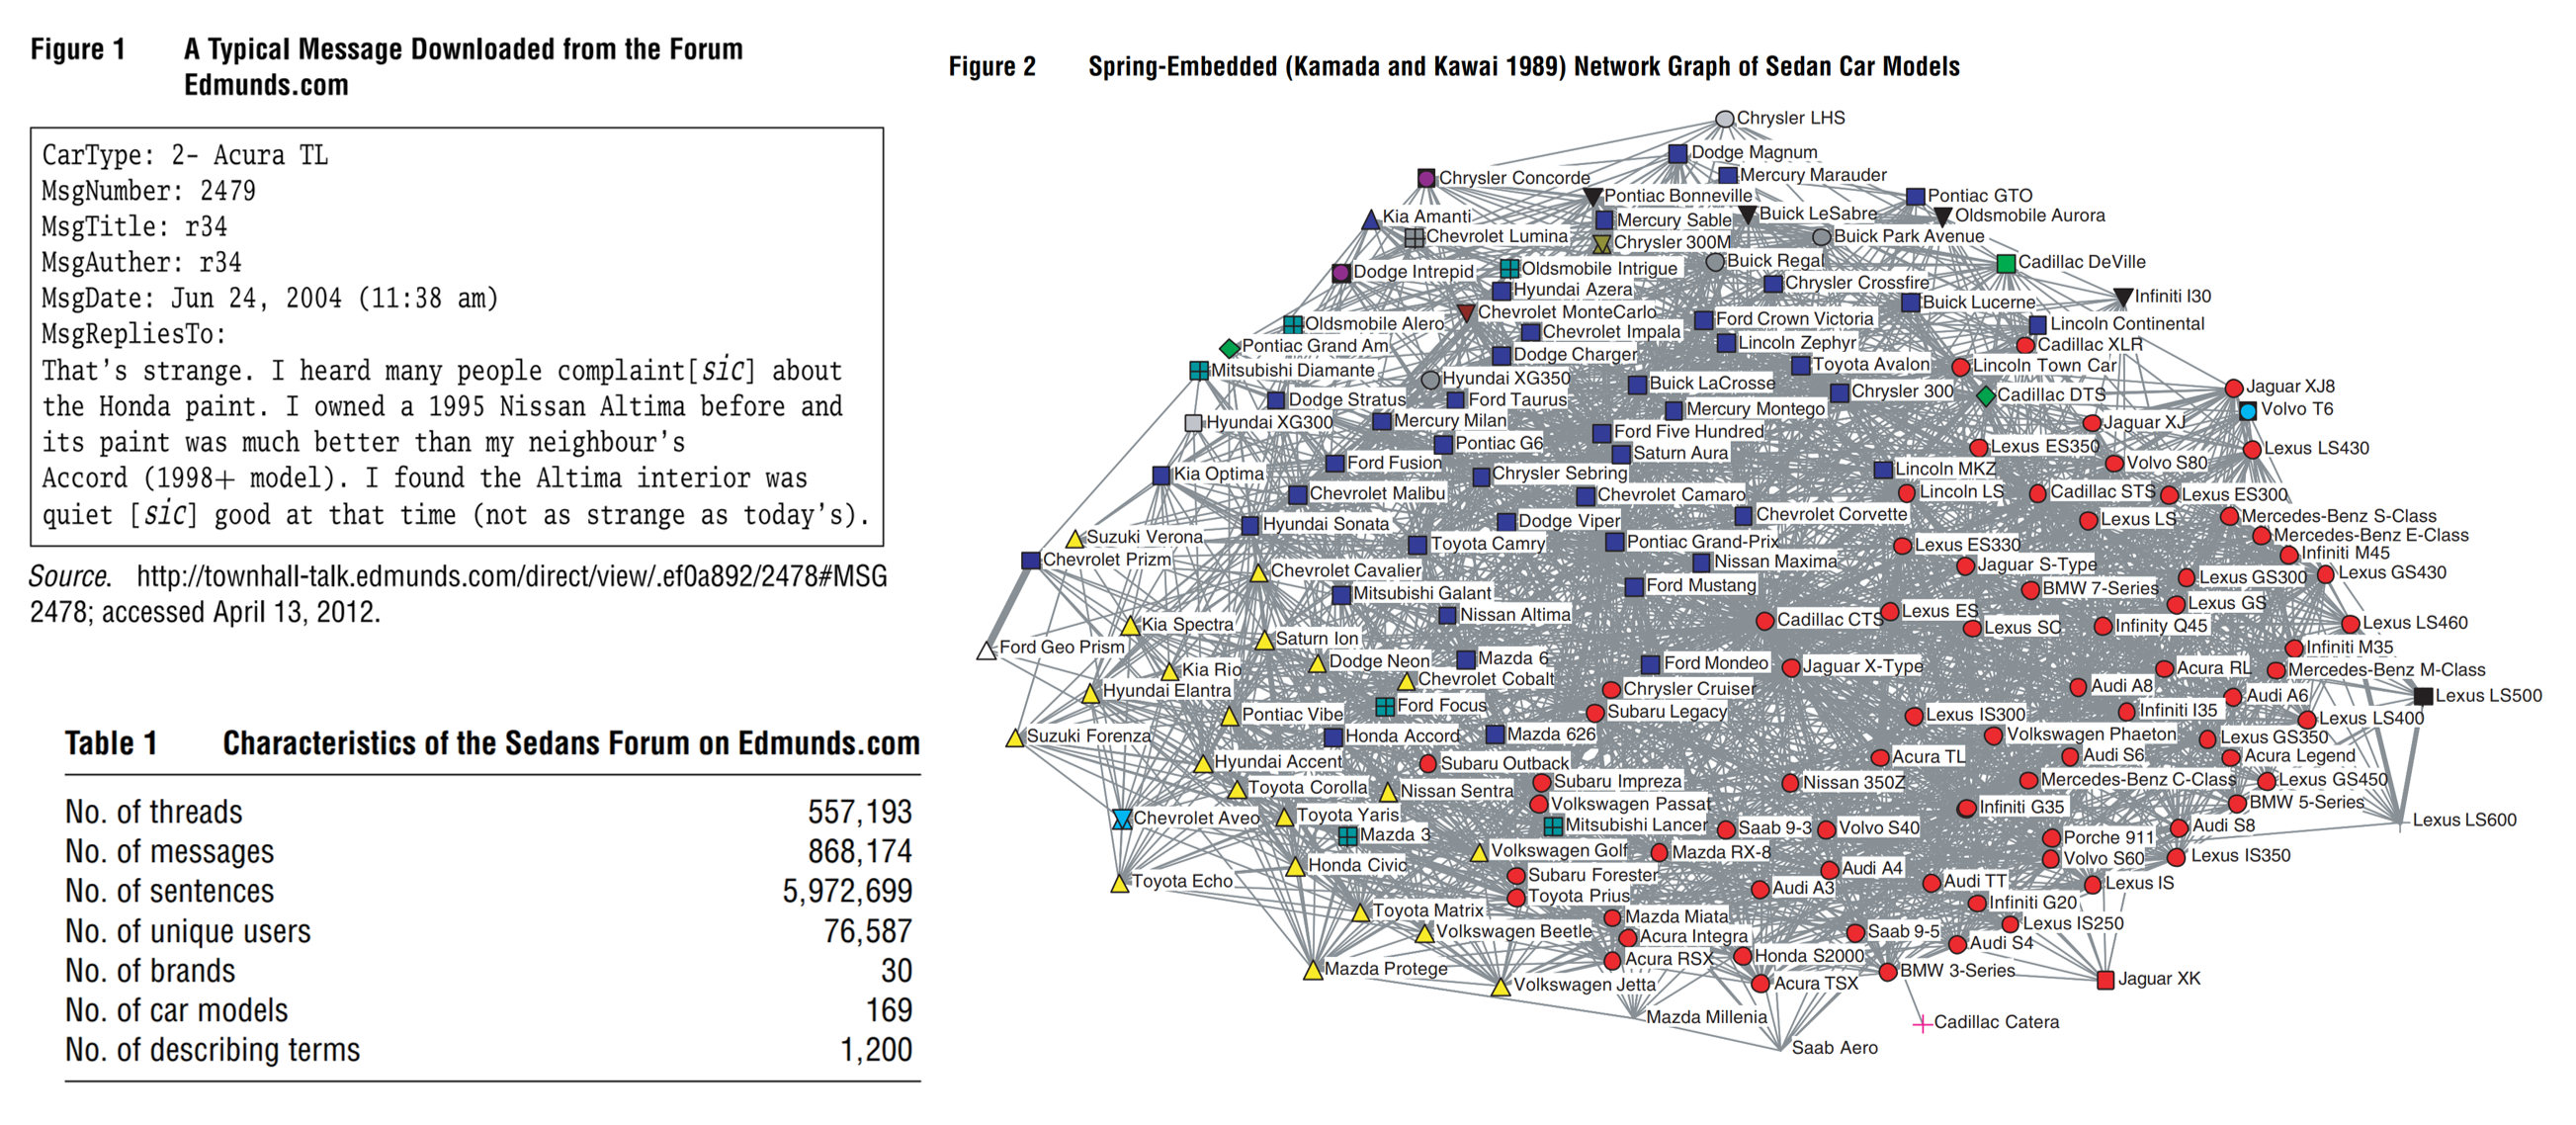 Figure 1 A Typical Message Downloaded from the Forum
Edmunds.com
CarType: 2- Acura TL
MsgNumber: 2479
MsgTitle: r34
MsgAuther: r34
MsgDate: Jun 24, 2004 (11:38 am)
MsgRepliesTo:
That's strange. I heard many people complaint[sic] about
the Honda paint. I owned a 1995 Nissan Altima before and
its paint was much better than my neighbour's
Accord (1998+ model). I found the Altima interior was
quiet [sic] good at that time (not as strange as today's).
Source. http://townhall-talk.edmunds.com/direct/view/.ef0a892/2478#MSG
2478; accessed April 13, 2012.
Table 1 Characteristics of the Sedans Forum on Edmunds.com
No. of threads 557,193
No. of messages 868,174
No. of sentences 5,972,699
No. of unique users 76,587
No. of brands 30
No. of car models 169
No. of describing terms 1,200
Figure 2 Spring-Embedded (Kamada and Kawai 1989) Network Graph of Sedan Car Models
Chrysler LHS
Dodge Magnum
Mercury Marauder
Chrysler Concorde
Pontiac Bonneville
Pontiac GTO
Kia Amanti
Mercury Sable
Buick LeSabre
Oldsmobile Aurora
Chevrolet Lumina
Chrysler 300M
Buick Park Avenue
Dodge Intrepid
Oldsmobile Intrigue
Buick Regal
Cadillac DeVille
Hyundai Azera
Chrysler Crossfire
Infiniti I30
Buick Lucerne
Chevrolet MonteCarlo
Oldsmobile Alero
Ford Crown Victoria
Lincoln Continental
Chevrolet Impala
Pontiac Grand Am
Lincoln Zephyr
Cadillac XLR
Dodge Charger
Mitsubishi Diamante
Toyota Avalon
Lincoln Town Car
Hyundai XG350
Buick LaCrosse
Jaguar XJ8
Dodge Stratus
Ford Taurus
Chrysler 300
Cadillac DTS
Mercury Montego
Volvo T6
Hyundai XG300
Mercury Milan
Jaguar XJ
Ford Five Hundred
Pontiac G6
Saturn Aura
Lexus ES350
Lexus LS430
Ford Fusion
Volvo S80
Kia Optima
Chrysler Sebring
Lincoln MKZ
Chevrolet Malibu
Chevrolet Camaro
Lincoln LS
Cadillac STS
Lexus ES300
Hyundai Sonata
Dodge Viper
Chevrolet Corvette
Lexus LS
Mercedes-Benz S-Class
Suzuki Verona
Toyota Camry
Pontiac Grand-Prix
Lexus ES330
Mercedes-Benz E-Class
Chevrolet Prizm
Nissan Maxima
Jaguar S-Type
Infiniti M45
Chevrolet Cavalier
Lexus GS300
Lexus GS430
Mitsubishi Galant
Ford Mustang
BMW 7-Series
Lexus GS
Nissan Altima
Lexus ES
Kia Spectra
Cadillac CTS
Lexus SC
Infinity Q45
Lexus LS460
Ford Geo Prism
Saturn Ion
Infiniti M35
Kia Rio
Dodge Neon
Mazda 6
Ford Mondeo
Jaguar X-Type
Acura RL
Mercedes-Benz M-Class
Hyundai Elantra
Chevrolet Cobalt
Chrysler Cruiser
Audi A8
Audi A6
Lexus LS500
Pontiac Vibe
Ford Focus
Subaru Legacy
Lexus IS300
Infiniti I35
Lexus LS400
Suzuki Forenza
Honda Accord
Mazda 626
Volkswagen Phaeton
Lexus GS350
Hyundai Accent
Subaru Outback
Acura TL
Audi S6
Acura Legend
Toyota Corolla
Nissan Sentra
Subaru Impreza
Nissan 350Z
Mercedes-Benz C-Class
Lexus GS450
Chevrolet Aveo
Toyota Yaris
Volkswagen Passat
Infiniti G35
BMW 5-Series
Lexus LS600
Mazda 3
Mitsubishi Lancer
Saab 9-3
Volvo S40
Porche 911
Audi S8
Honda Civic
Volkswagen Golf
Mazda RX-8
Volvo S60
Lexus IS350
Toyota Echo
Subaru Forester
Audi A4
Audi A3
Audi TT
Lexus IS
Toyota Prius
Toyota Matrix
Mazda Miata
Infiniti G20
Volkswagen Beetle
Acura Integra
Saab 9-5
Lexus IS250
Audi S4
Mazda Protege
Acura RSX
Honda S2000
BMW 3-Series
Jaguar XK
Volkswagen Jetta
Acura TSX
Mazda Millenia
Cadillac Catera
Saab Aero